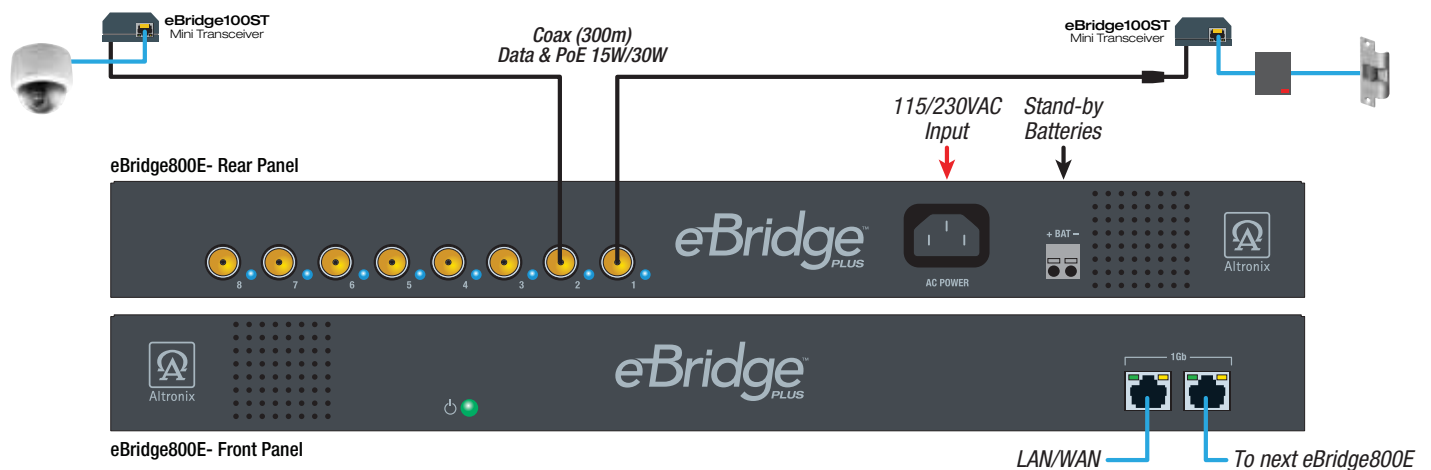 eBridge100ST
Mini Transceiver
Coax (300m)
Data & PoE 15W/30W
eBridge100ST
Mini Transceiver
115/230VAC
Input
Stand-by
Batteries
eBridge800E- Rear Panel
eBridge™
PLUS
+ BAT –
AC POWER
Altronix
8 7 6 5 4 3 2 1
Altronix
eBridge™
PLUS
1Gb
eBridge800E- Front Panel
LAN/WAN
To next eBridge800E